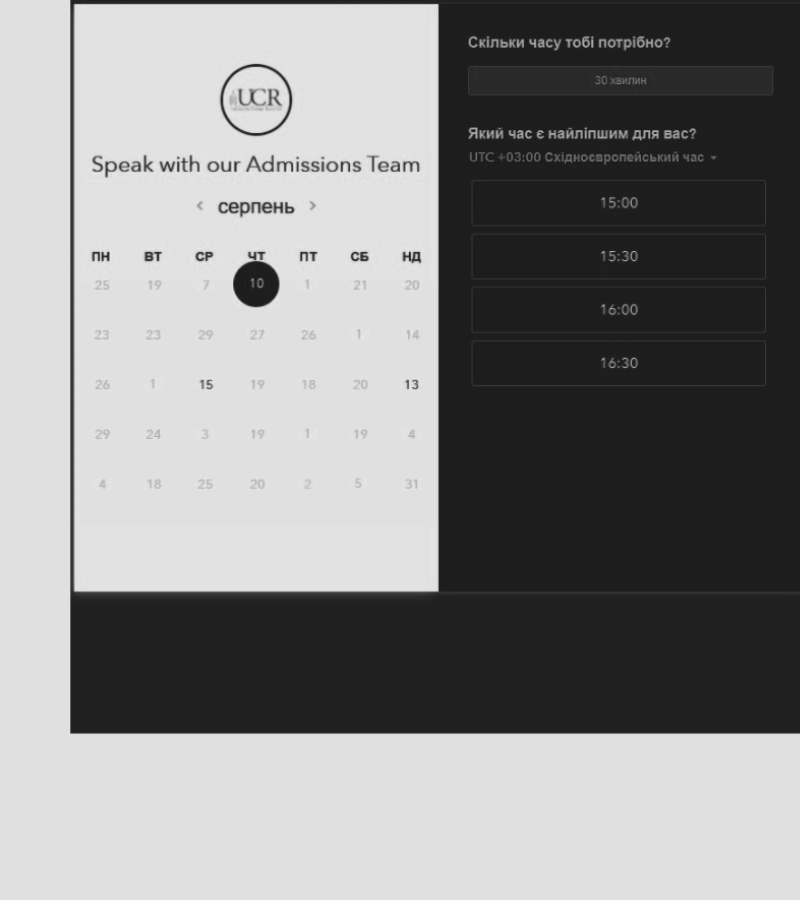 UCR
Speak with our Admissions Team
серпень
ПН ВТ СР ЧТ ПТ СБ НД
25 19 7 10 1 21 20
23 23 29 27 26 1 14
26 1 15 19 18 20 13
29 24 3 19 1 19 4
4 18 25 20 2 5 31
Скільки часу тобі потрібно?
30 хвилин
Який час є найліпшим для вас?
UTC +03:00 Східноєвропейський час
15:00
15:30
16:00
16:30